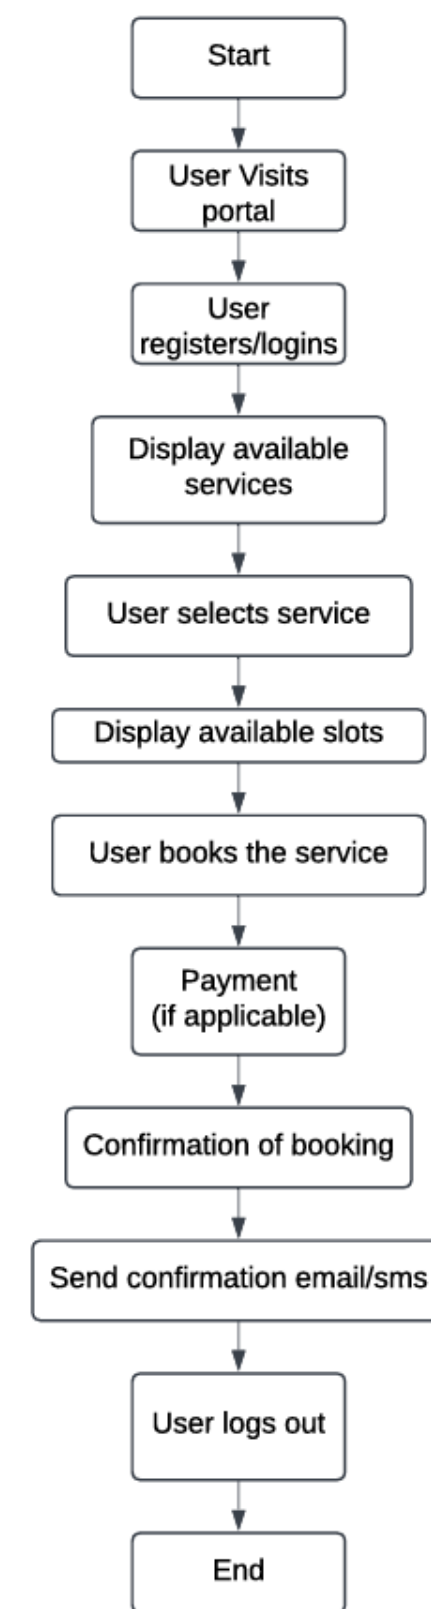 Start
User Visits
portal
User
registers/logins
Display available
services
User selects service
Display available slots
User books the service
Payment
(if applicable)
Confirmation of booking
Send confirmation email/sms
User logs out
End